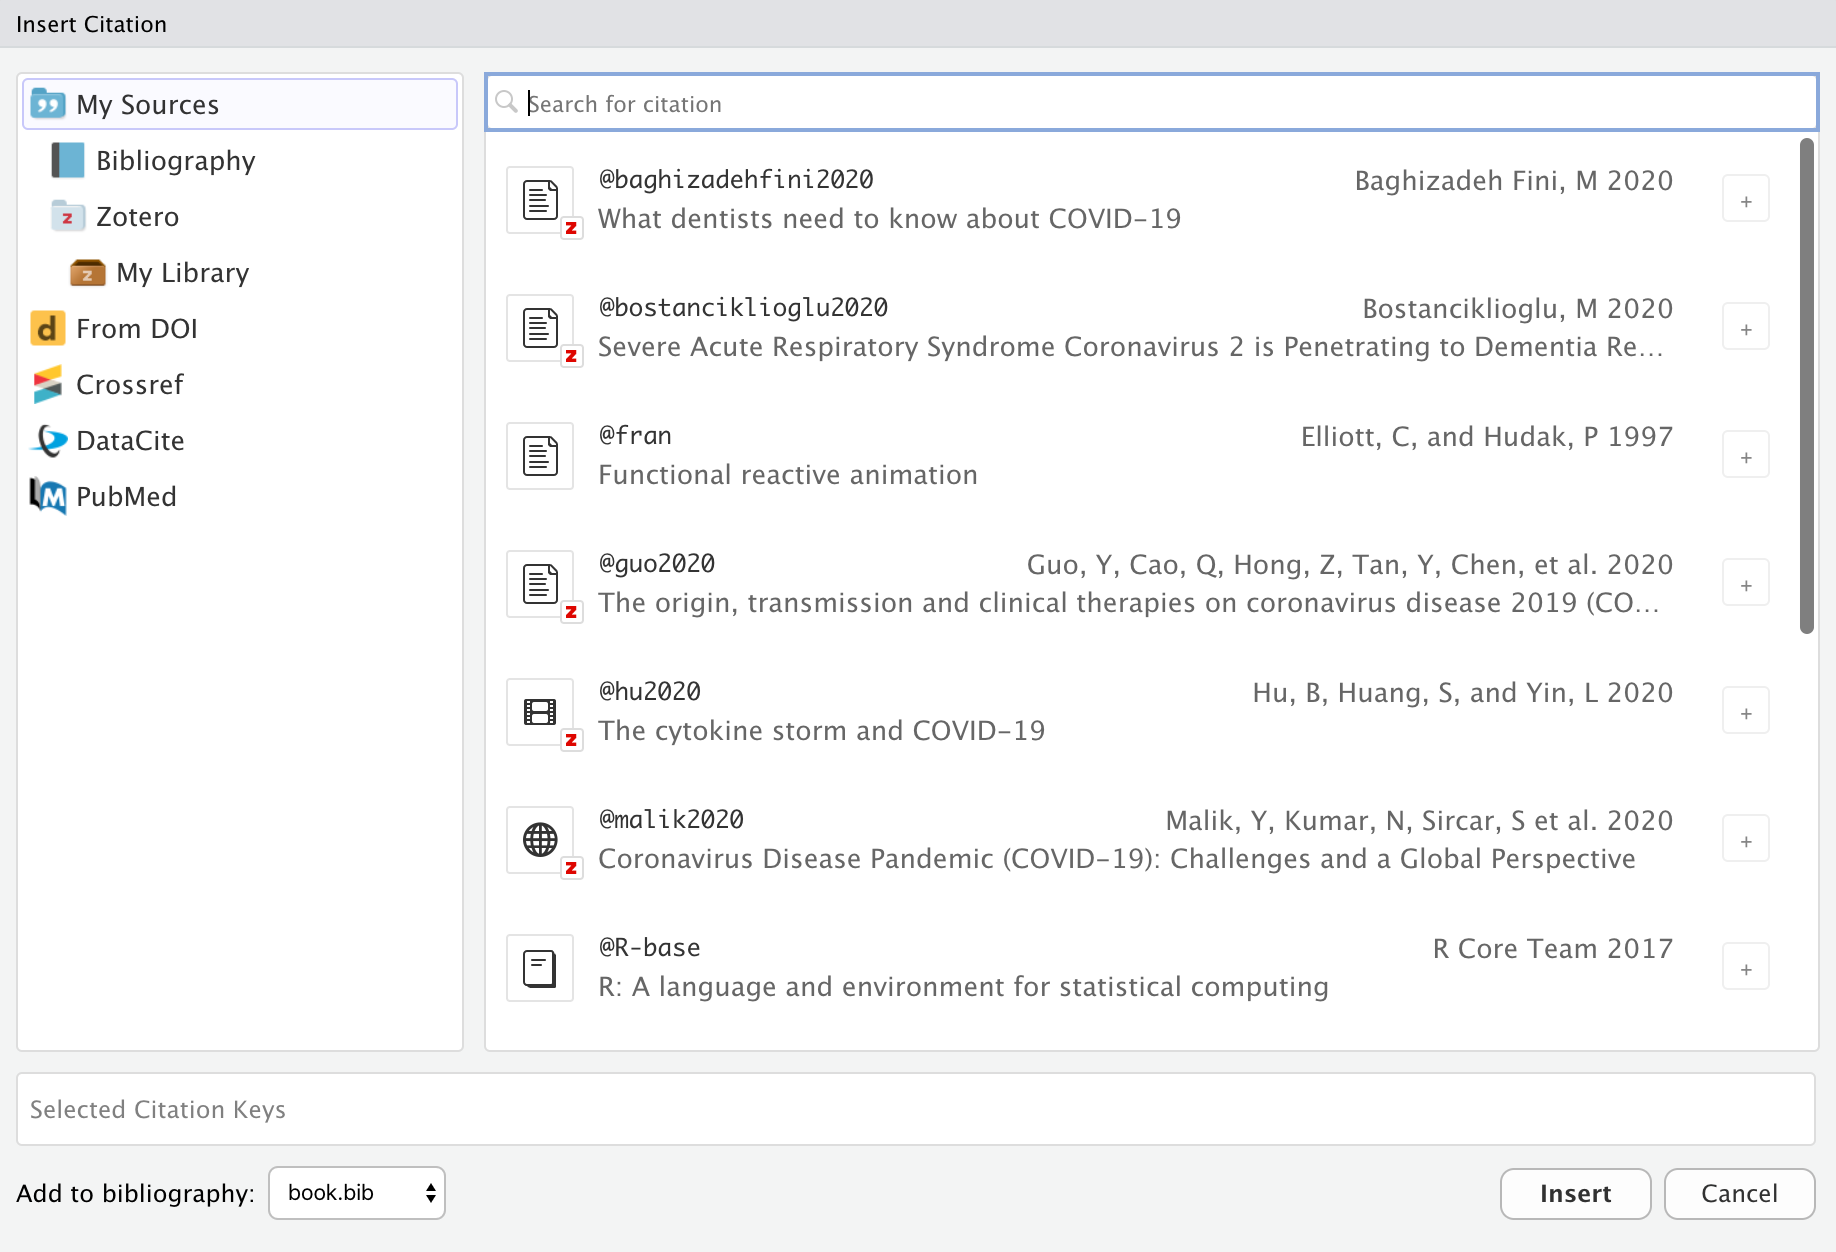 Insert Citation
My Sources
Bibliography
Zotero
My Library
From DOI
Crossref
DataCite
PubMed
Search for citation
@baghizadehfini2020
Baghizadeh Fini, M 2020
What dentists need to know about COVID-19
@bostanciklioglu2020
Bostanciklioglu, M 2020
Severe Acute Respiratory Syndrome Coronavirus 2 is Penetrating to Dementia Re...
@fran
Elliott, C, and Hudak, P 1997
Functional reactive animation
@guo2020
Guo, Y, Cao, Q, Hong, Z, Tan, Y, Chen, et al. 2020
The origin, transmission and clinical therapies on coronavirus disease 2019 (CO...
@hu2020
Hu, B, Huang, S, and Yin, L 2020
The cytokine storm and COVID-19
@malik2020
Malik, Y, Kumar, N, Sircar, S et al. 2020
Coronavirus Disease Pandemic (COVID-19): Challenges and a Global Perspective
@R-base
R Core Team 2017
R: A language and environment for statistical computing
Selected Citation Keys
Add to bibliography: book.bib
Insert
Cancel